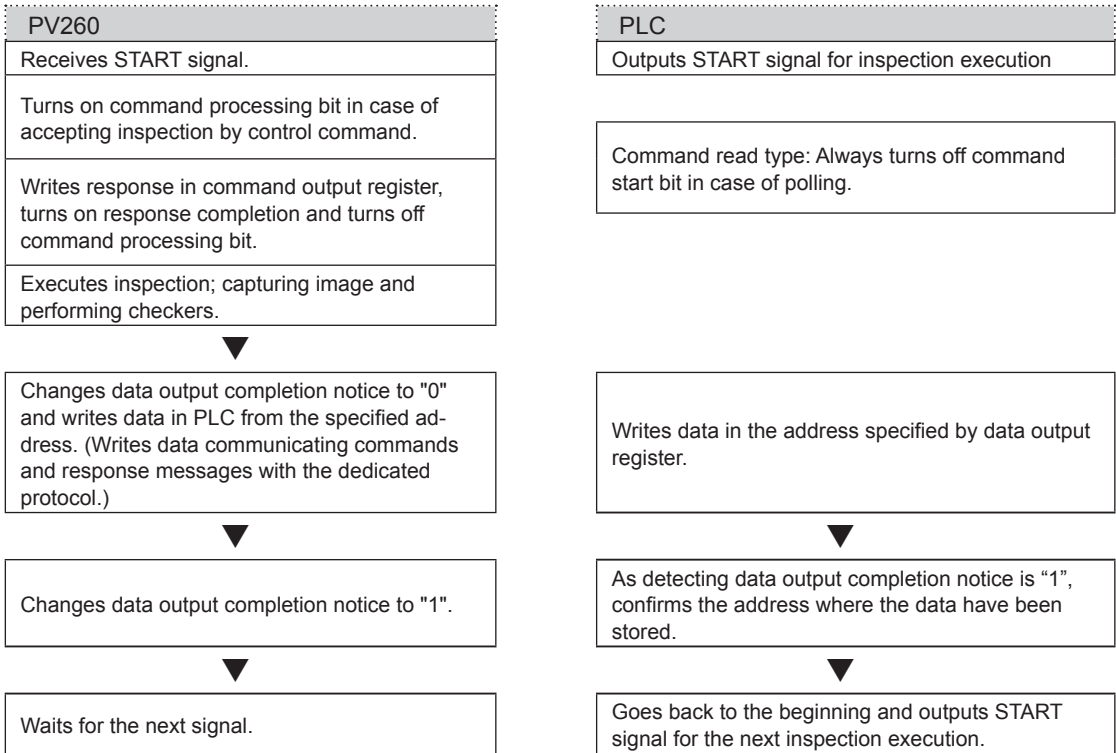 PV260
Receives START signal.
Turns on command processing bit in case of
accepting inspection by control command.
Writes response in command output register,
turns on response completion and turns off
command processing bit.
Executes inspection; capturing image and
performing checkers.
Changes data output completion notice to "0"
and writes data in PLC from the specified ad-
dress. (Writes data communicating commands
and response messages with the dedicated
protocol.)
Changes data output completion notice to "1".
Waits for the next signal.
PLC
Outputs START signal for inspection execution
Command read type: Always turns off command
start bit in case of polling.
Writes data in the address specified by data output
register.
As detecting data output completion notice is “1”,
confirms the address where the data have been
stored.
Goes back to the beginning and outputs START
signal for the next inspection execution.